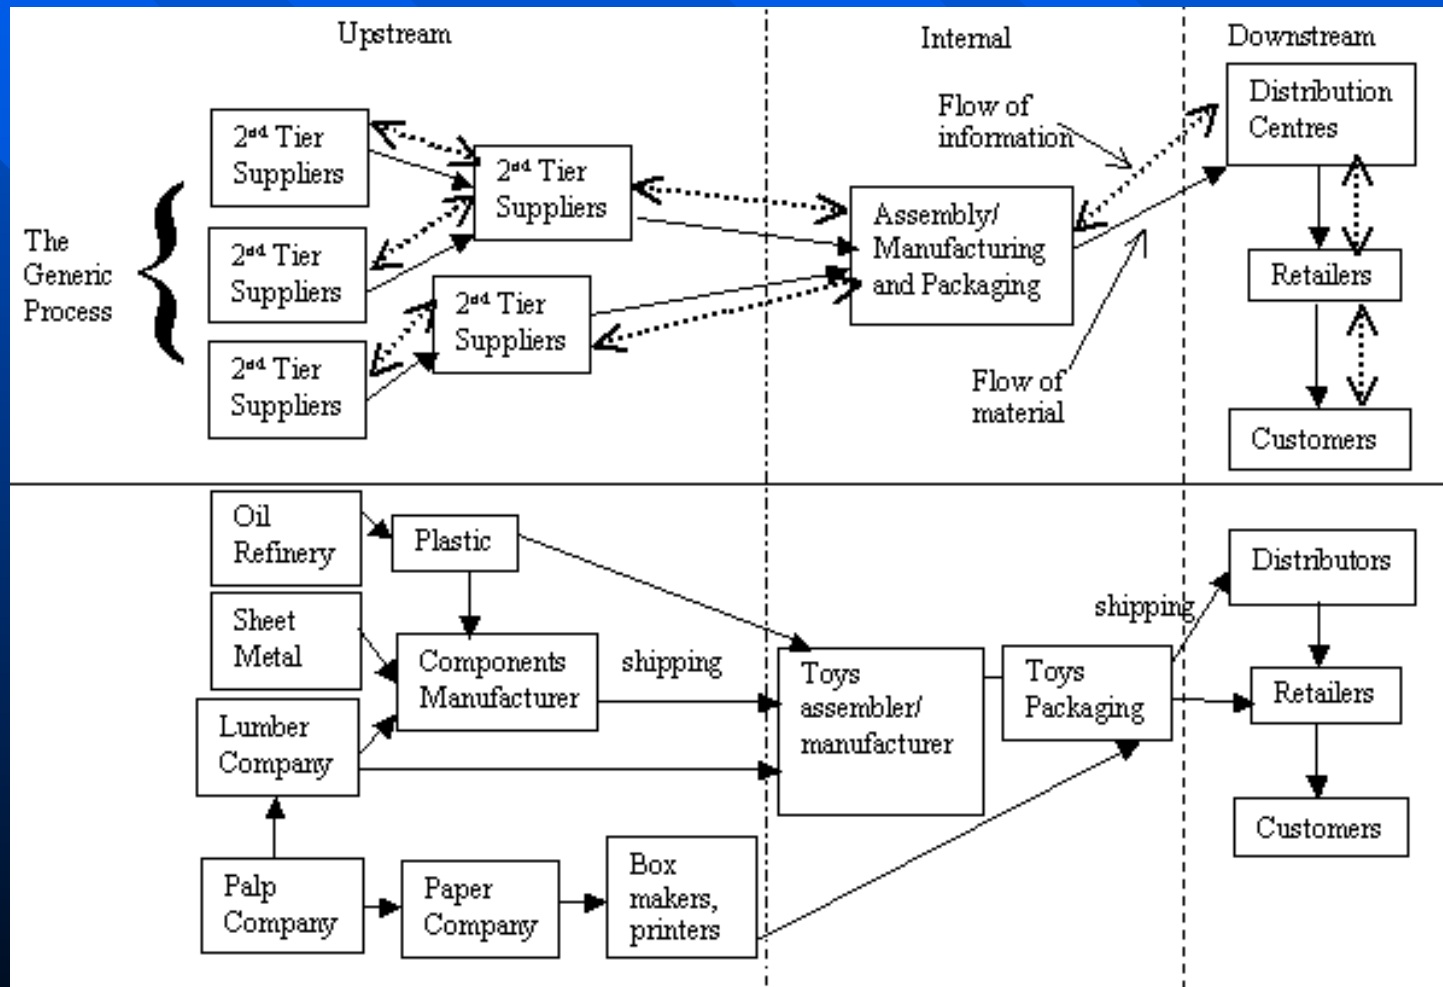 Upstream
Internal
Downstream
The
Generic
Process
2nd Tier
Suppliers
2nd Tier
Suppliers
2nd Tier
Suppliers
2nd Tier
Suppliers
2nd Tier
Suppliers
Assembly/
Manufacturing
and Packaging
Flow of
information
Flow of
material
Distribution
Centres
Retailers
Customers
Oil
Refinery
Plastic
Sheet
Metal
Components
Manufacturer
shipping
Lumber
Company
Palp
Company
Paper
Company
Box
makers,
printers
Toys
assembler/
manufacturer
Toys
Packaging
shipping
Distributors
Retailers
Customers